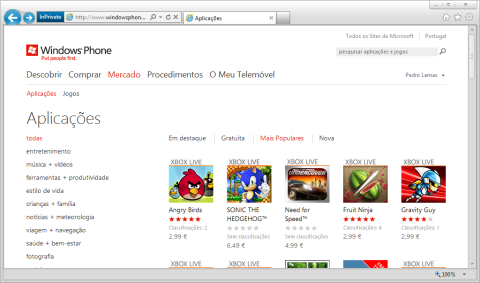 InPrivate http://www.windowsphon... Aplicações
Todos os Sites da Microsoft Portugal
Windows Phone
Put people first.
pesquisar aplicações e jogos
Descobrir Comprar Mercado Procedimentos O Meu Telemóvel
Pedro Lamas
Aplicações Jogos
Aplicações
todas
entretenimento
música + vídeos
ferramentas + produtividade
estilo de vida
crianças + família
notícias + meteorologia
viagem + navegação
saúde + bem-estar
fotografia
Em destaque Gratuita Mais Populares Nova
XBOX LIVE XBOX LIVE XBOX LIVE XBOX LIVE XBOX LIVE
Angry Birds
Classificações: 2
2.99 €
SONIC THE
HEDGEHOG™
Sem classificações
6.49 €
Need for
Speed™
Sem classificações
4.99 €
Fruit Ninja
Classificações: 4
2.99 €
Gravity Guy
Classificações: 1
2.99 €
100%